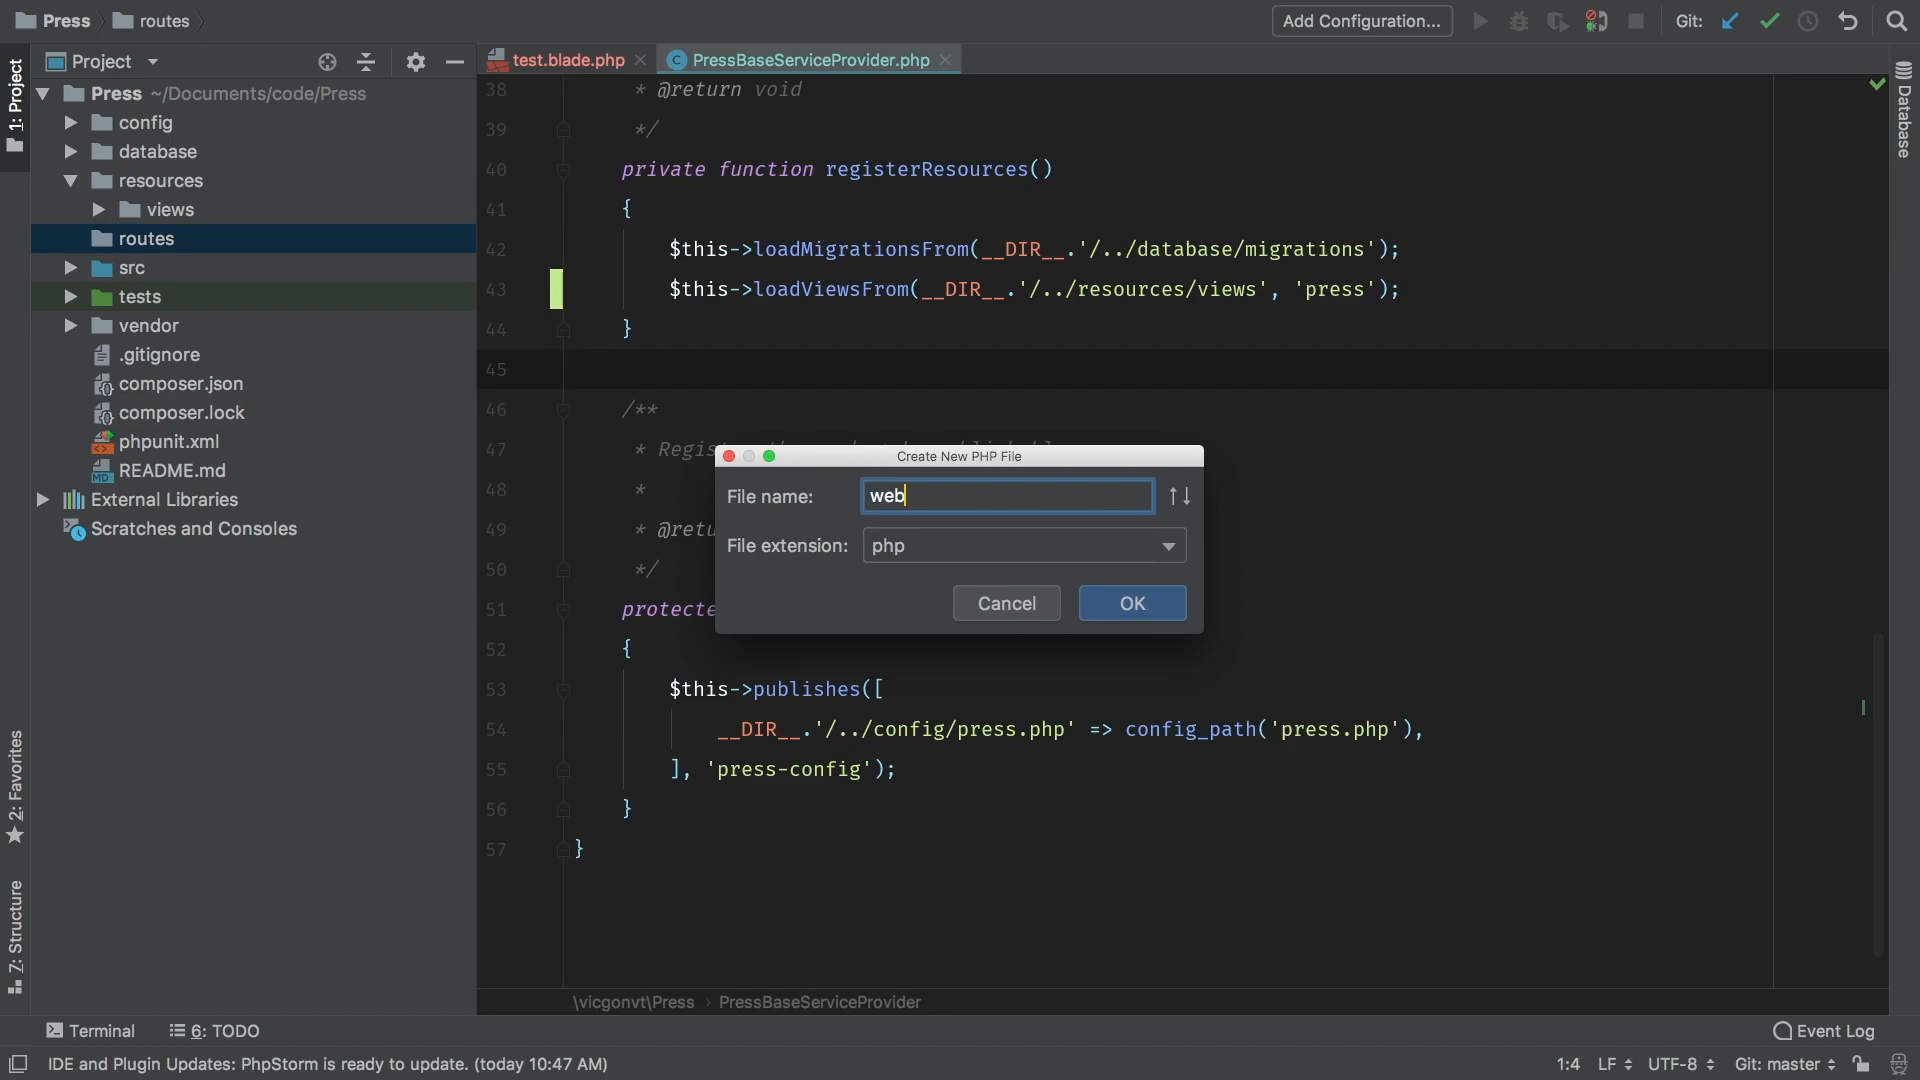 Press
routes
Add Configuration...
Git:
1: Project
Project
test.blade.php
PressBaseServiceProvider.php
Database
Press ~/Documents/code/Press
config
database
resources
views
routes
src
tests
vendor
.gitignore
composer.json
composer.lock
phpunit.xml
README.md
External Libraries
Scratches and Consoles
2: Favorites
7: Structure
38 * @return void
39 */
40 private function registerResources()
41 {
42 $this->loadMigrationsFrom(__DIR__.'/../database/migrations');
43 $this->loadViewsFrom(__DIR__.'/../resources/views', 'press');
44 }
45
46 /**
47 * Regis
48 *
49 * @retu
50 */
51 protecte
52 {
53 $this->publishes([
54 __DIR__.'/../config/press.php' => config_path('press.php'),
55 ], 'press-config');
56 }
57 }
Create New PHP File
File name: web
File extension: php
Cancel OK
\vicgonvt\Press › PressBaseServiceProvider
Terminal
6: TODO
Event Log
IDE and Plugin Updates: PhpStorm is ready to update. (today 10:47 AM)
1:4 LF UTF-8 Git: master